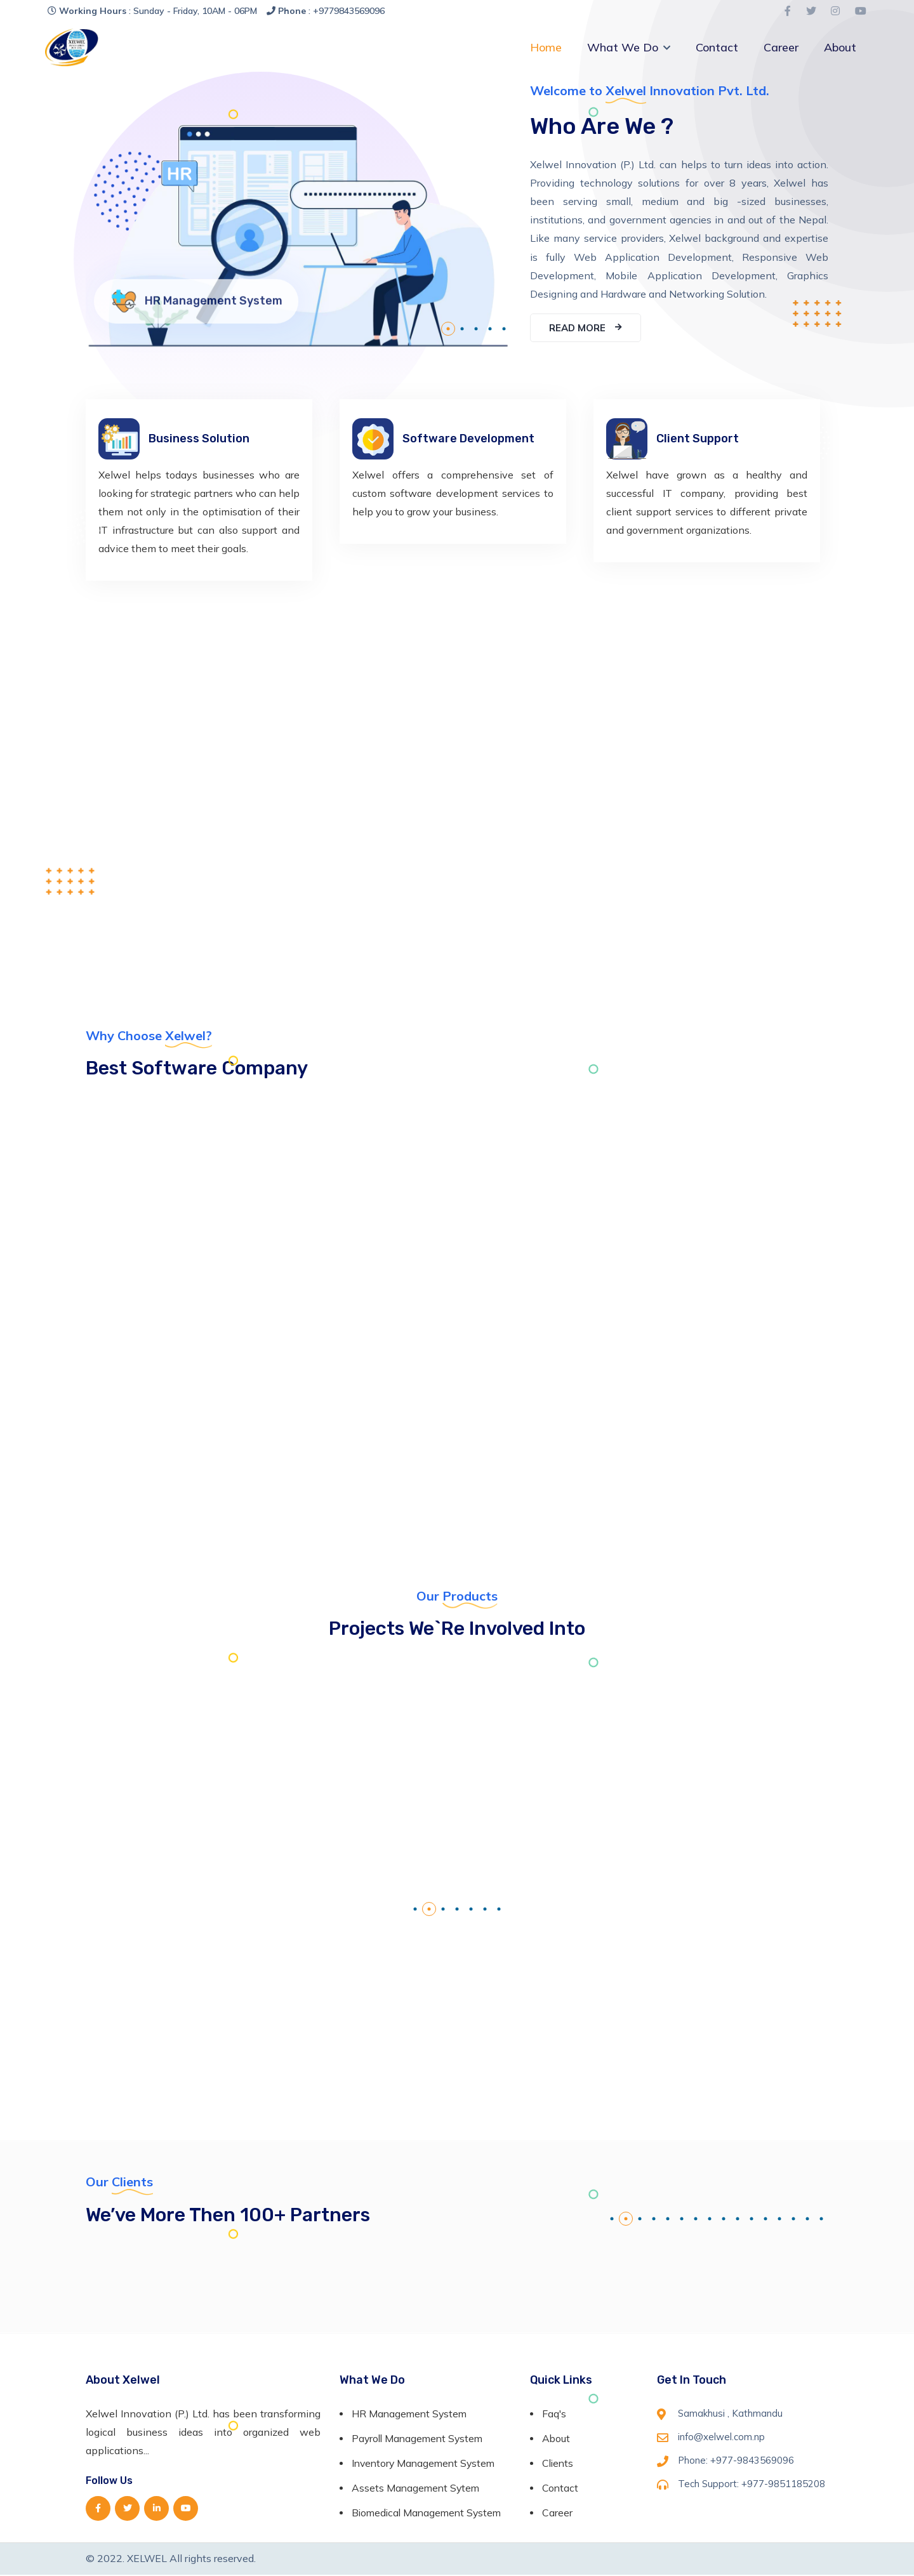 Working Hours : Sunday - Friday, 10AM - 06PM Phone : +9779843569096
XELWEL
Home What We Do Contact Career About
Welcome to Xelwel Innovation Pvt. Ltd.
Who Are We ?
Xelwel Innovation (P.) Ltd. can helps to turn ideas into action.
Providing technology solutions for over 8 years, Xelwel has
been serving small, medium and big -sized businesses,
institutions, and government agencies in and out of the Nepal.
Like many service providers, Xelwel background and expertise
is fully Web Application Development, Responsive Web
Development, Mobile Application Development, Graphics
Designing and Hardware and Networking Solution.
READ MORE
HR
HR Management System
Business Solution
Xelwel helps todays businesses who are
looking for strategic partners who can help
them not only in the optimisation of their
IT infrastructure but can also support and
advice them to meet their goals.
Software Development
Xelwel offers a comprehensive set of
custom software development services to
help you to grow your business.
Client Support
Xelwel have grown as a healthy and
successful IT company, providing best
client support services to different private
and government organizations.
Why Choose Xelwel?
Best Software Company
Our Products
Projects We`Re Involved Into
Our Clients
We’ve More Then 100+ Partners
About Xelwel
Xelwel Innovation (P.) Ltd. has been transforming
logical business ideas into organized web
applications...
Follow Us
What We Do
HR Management System
Payroll Management System
Inventory Management System
Assets Management Sytem
Biomedical Management System
Quick Links
Faq's
About
Clients
Contact
Career
Get In Touch
Samakhusi , Kathmandu
info@xelwel.com.np
Phone: +977-9843569096
Tech Support: +977-9851185208
© 2022. XELWEL All rights reserved.